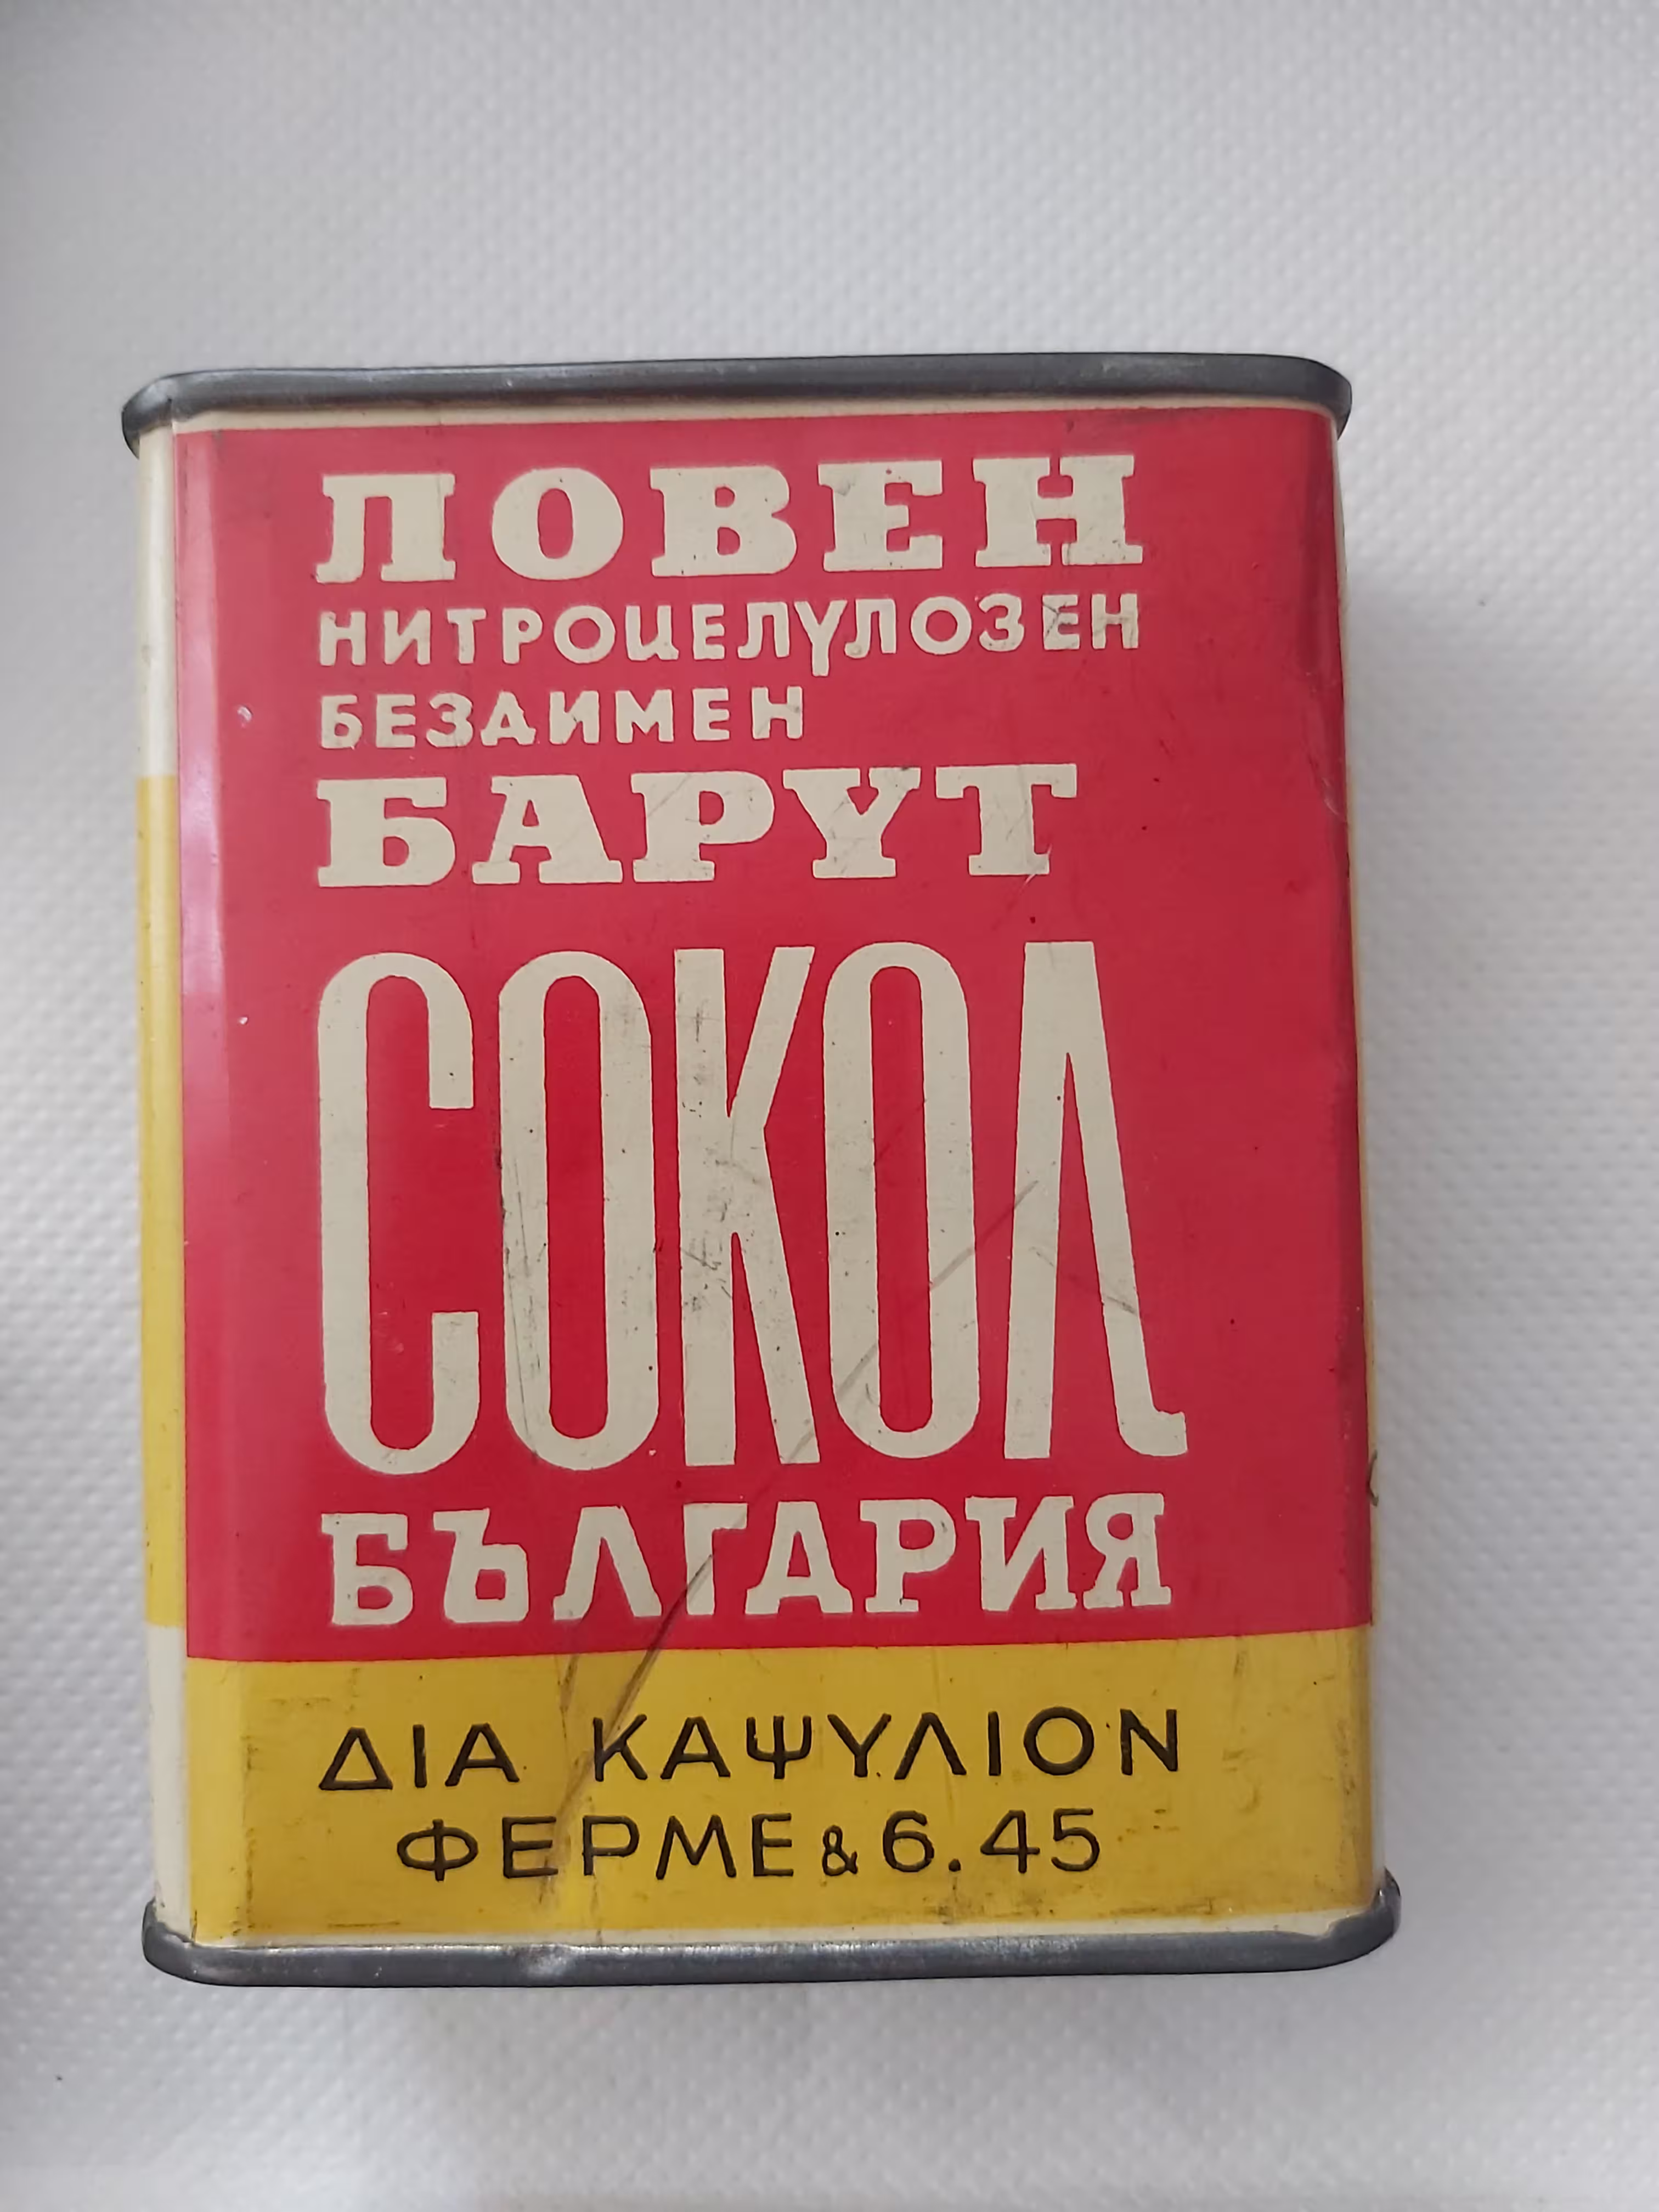 ЛОВЕН
НИТРОЦЕЛУЛОЗЕН
БЕЗДИМЕН
БАРУТ
СОКОЛ
БЪЛГАРИЯ
ΔΙΑ ΚΑΨΥΛΙΟΝ
ΦΕΡΜΕ & 6.45